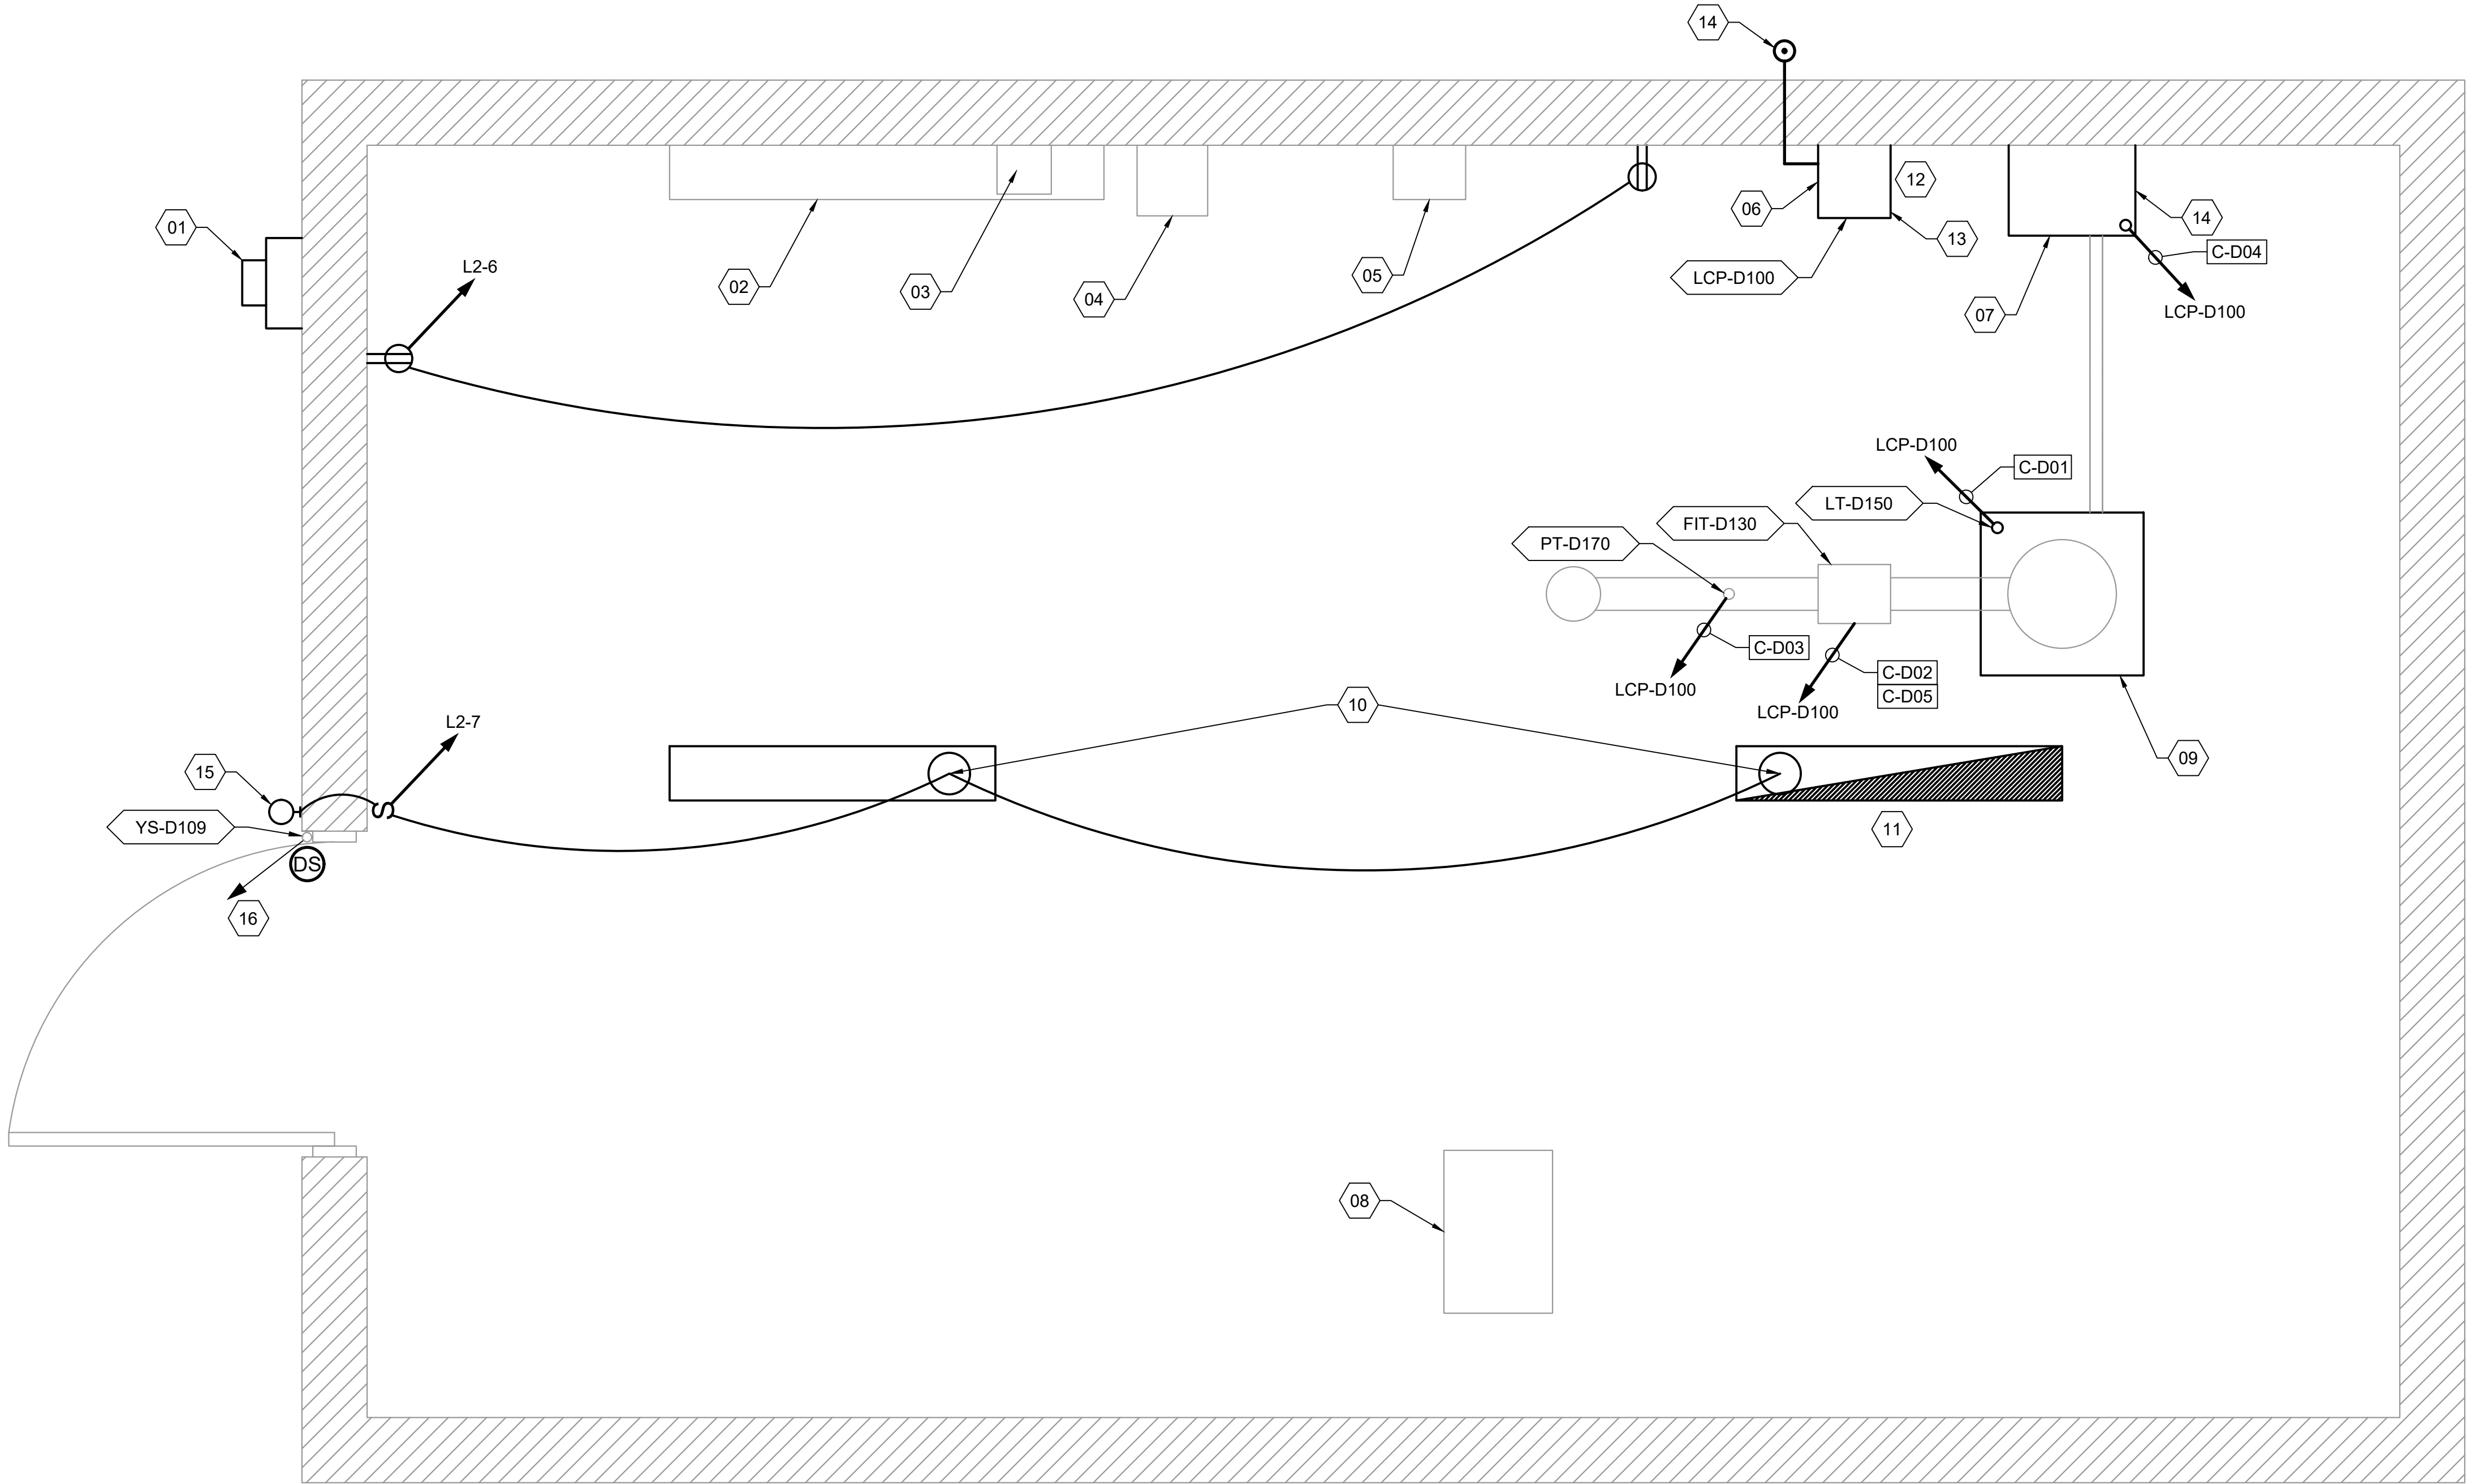 14
12
06
01
14
13
C-D04
L2-6
05
LCP-D100
02
03
04
07
LCP-D100
LCP-D100
C-D01
LT-D150
FIT-D130
PT-D170
C-D03
C-D02
LCP-D100
C-D05
10
LCP-D100
L2-7
09
15
YS-D109
11
DS
16
08